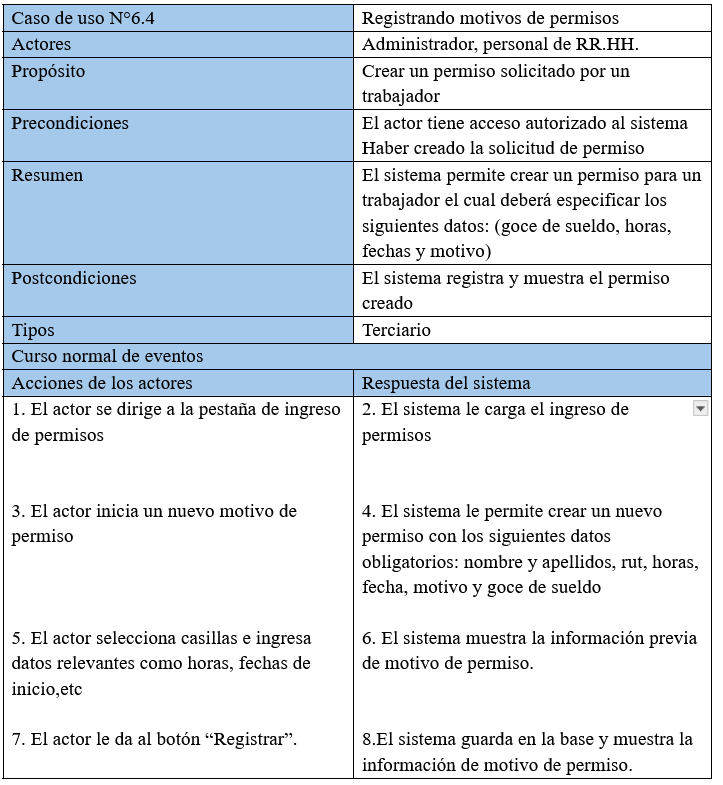 Caso de uso N°6.4
Registrando motivos de permisos
Actores
Administrador, personal de RR.HH.
Propósito
Crear un permiso solicitado por un
trabajador
Precondiciones
El actor tiene acceso autorizado al sistema
Haber creado la solicitud de permiso
Resumen
El sistema permite crear un permiso para un
trabajador el cual deberá especificar los
siguientes datos: (goce de sueldo, horas,
fechas y motivo)
Postcondiciones
El sistema registra y muestra el permiso
creado
Tipos
Terciario
Curso normal de eventos
Acciones de los actores
Respuesta del sistema
1. El actor se dirige a la pestaña de ingreso
de permisos
2. El sistema le carga el ingreso de
permisos
3. El actor inicia un nuevo motivo de
permiso
4. El sistema le permite crear un nuevo
permiso con los siguientes datos
obligatorios: nombre y apellidos, rut, horas,
fecha, motivo y goce de sueldo
5. El actor selecciona casillas e ingresa
datos relevantes como horas, fechas de
inicio,etc
6. El sistema muestra la información previa
de motivo de permiso.
7. El actor le da al botón “Registrar”.
8.El sistema guarda en la base y muestra la
información de motivo de permiso.